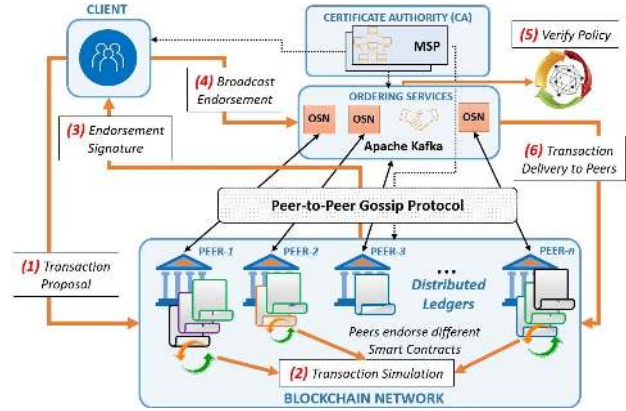 CLIENT
CERTIFICATE AUTHORITY (CA)
MSP
(5) Verify Policy
(4) Broadcast
Endorsement
ORDERING SERVICES
OSN
OSN
OSN
Apache Kafka
(3) Endorsement
Signature
(6) Transaction
Delivery to Peers
Peer-to-Peer Gossip Protocol
PEER-1
PEER-2
PEER-3
PEER-n
(1) Transaction
Proposal
...
Distributed
Ledgers
Peers endorse different
Smart Contracts
(2) Transaction Simulation
BLOCKCHAIN NETWORK